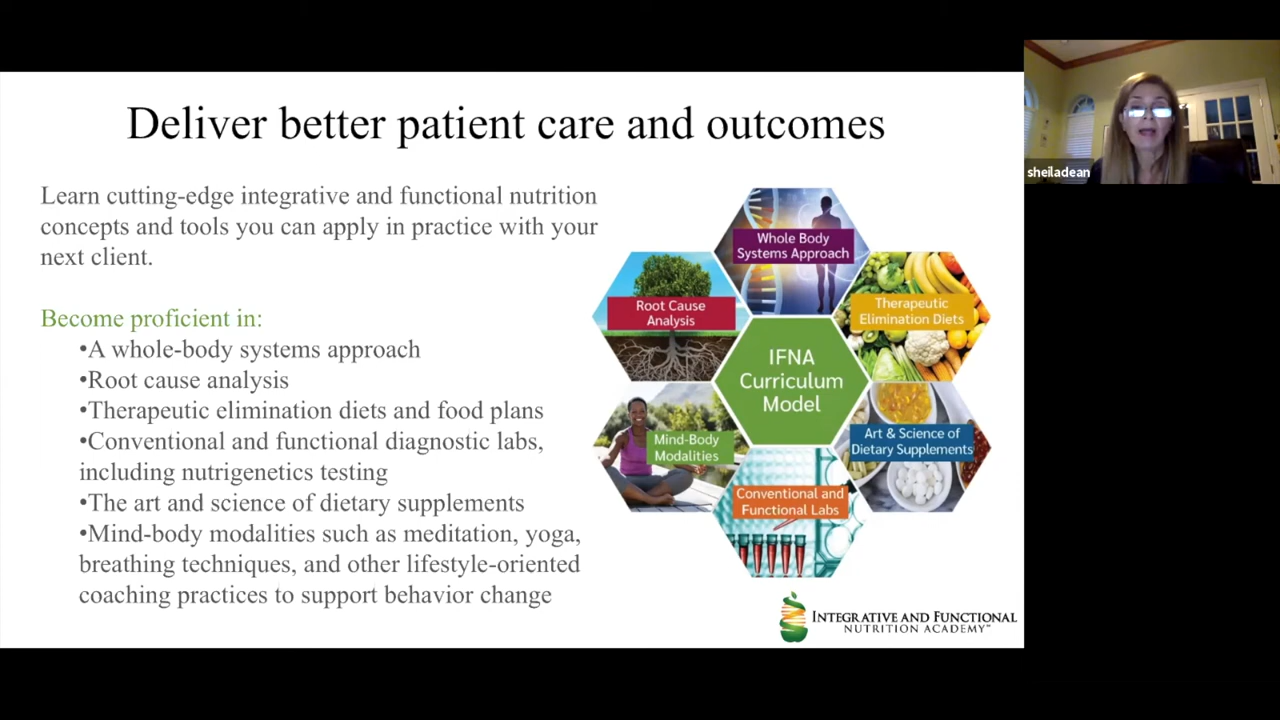 Deliver better patient care and outcomes
Learn cutting-edge integrative and functional nutrition
concepts and tools you can apply in practice with your
next client.
Become proficient in:
•A whole-body systems approach
•Root cause analysis
•Therapeutic elimination diets and food plans
•Conventional and functional diagnostic labs,
including nutrigenetics testing
•The art and science of dietary supplements
•Mind-body modalities such as meditation, yoga,
breathing techniques, and other lifestyle-oriented
coaching practices to support behavior change
Whole Body
Systems Approach
Root Cause
Analysis
Therapeutic
Elimination Diets
IFNA
Curriculum
Model
Mind-Body
Modalities
Art & Science of
Dietary Supplements
Conventional and
Functional Labs
INTEGRATIVE AND FUNCTIONAL
NUTRITION ACADEMY™
sheiladean